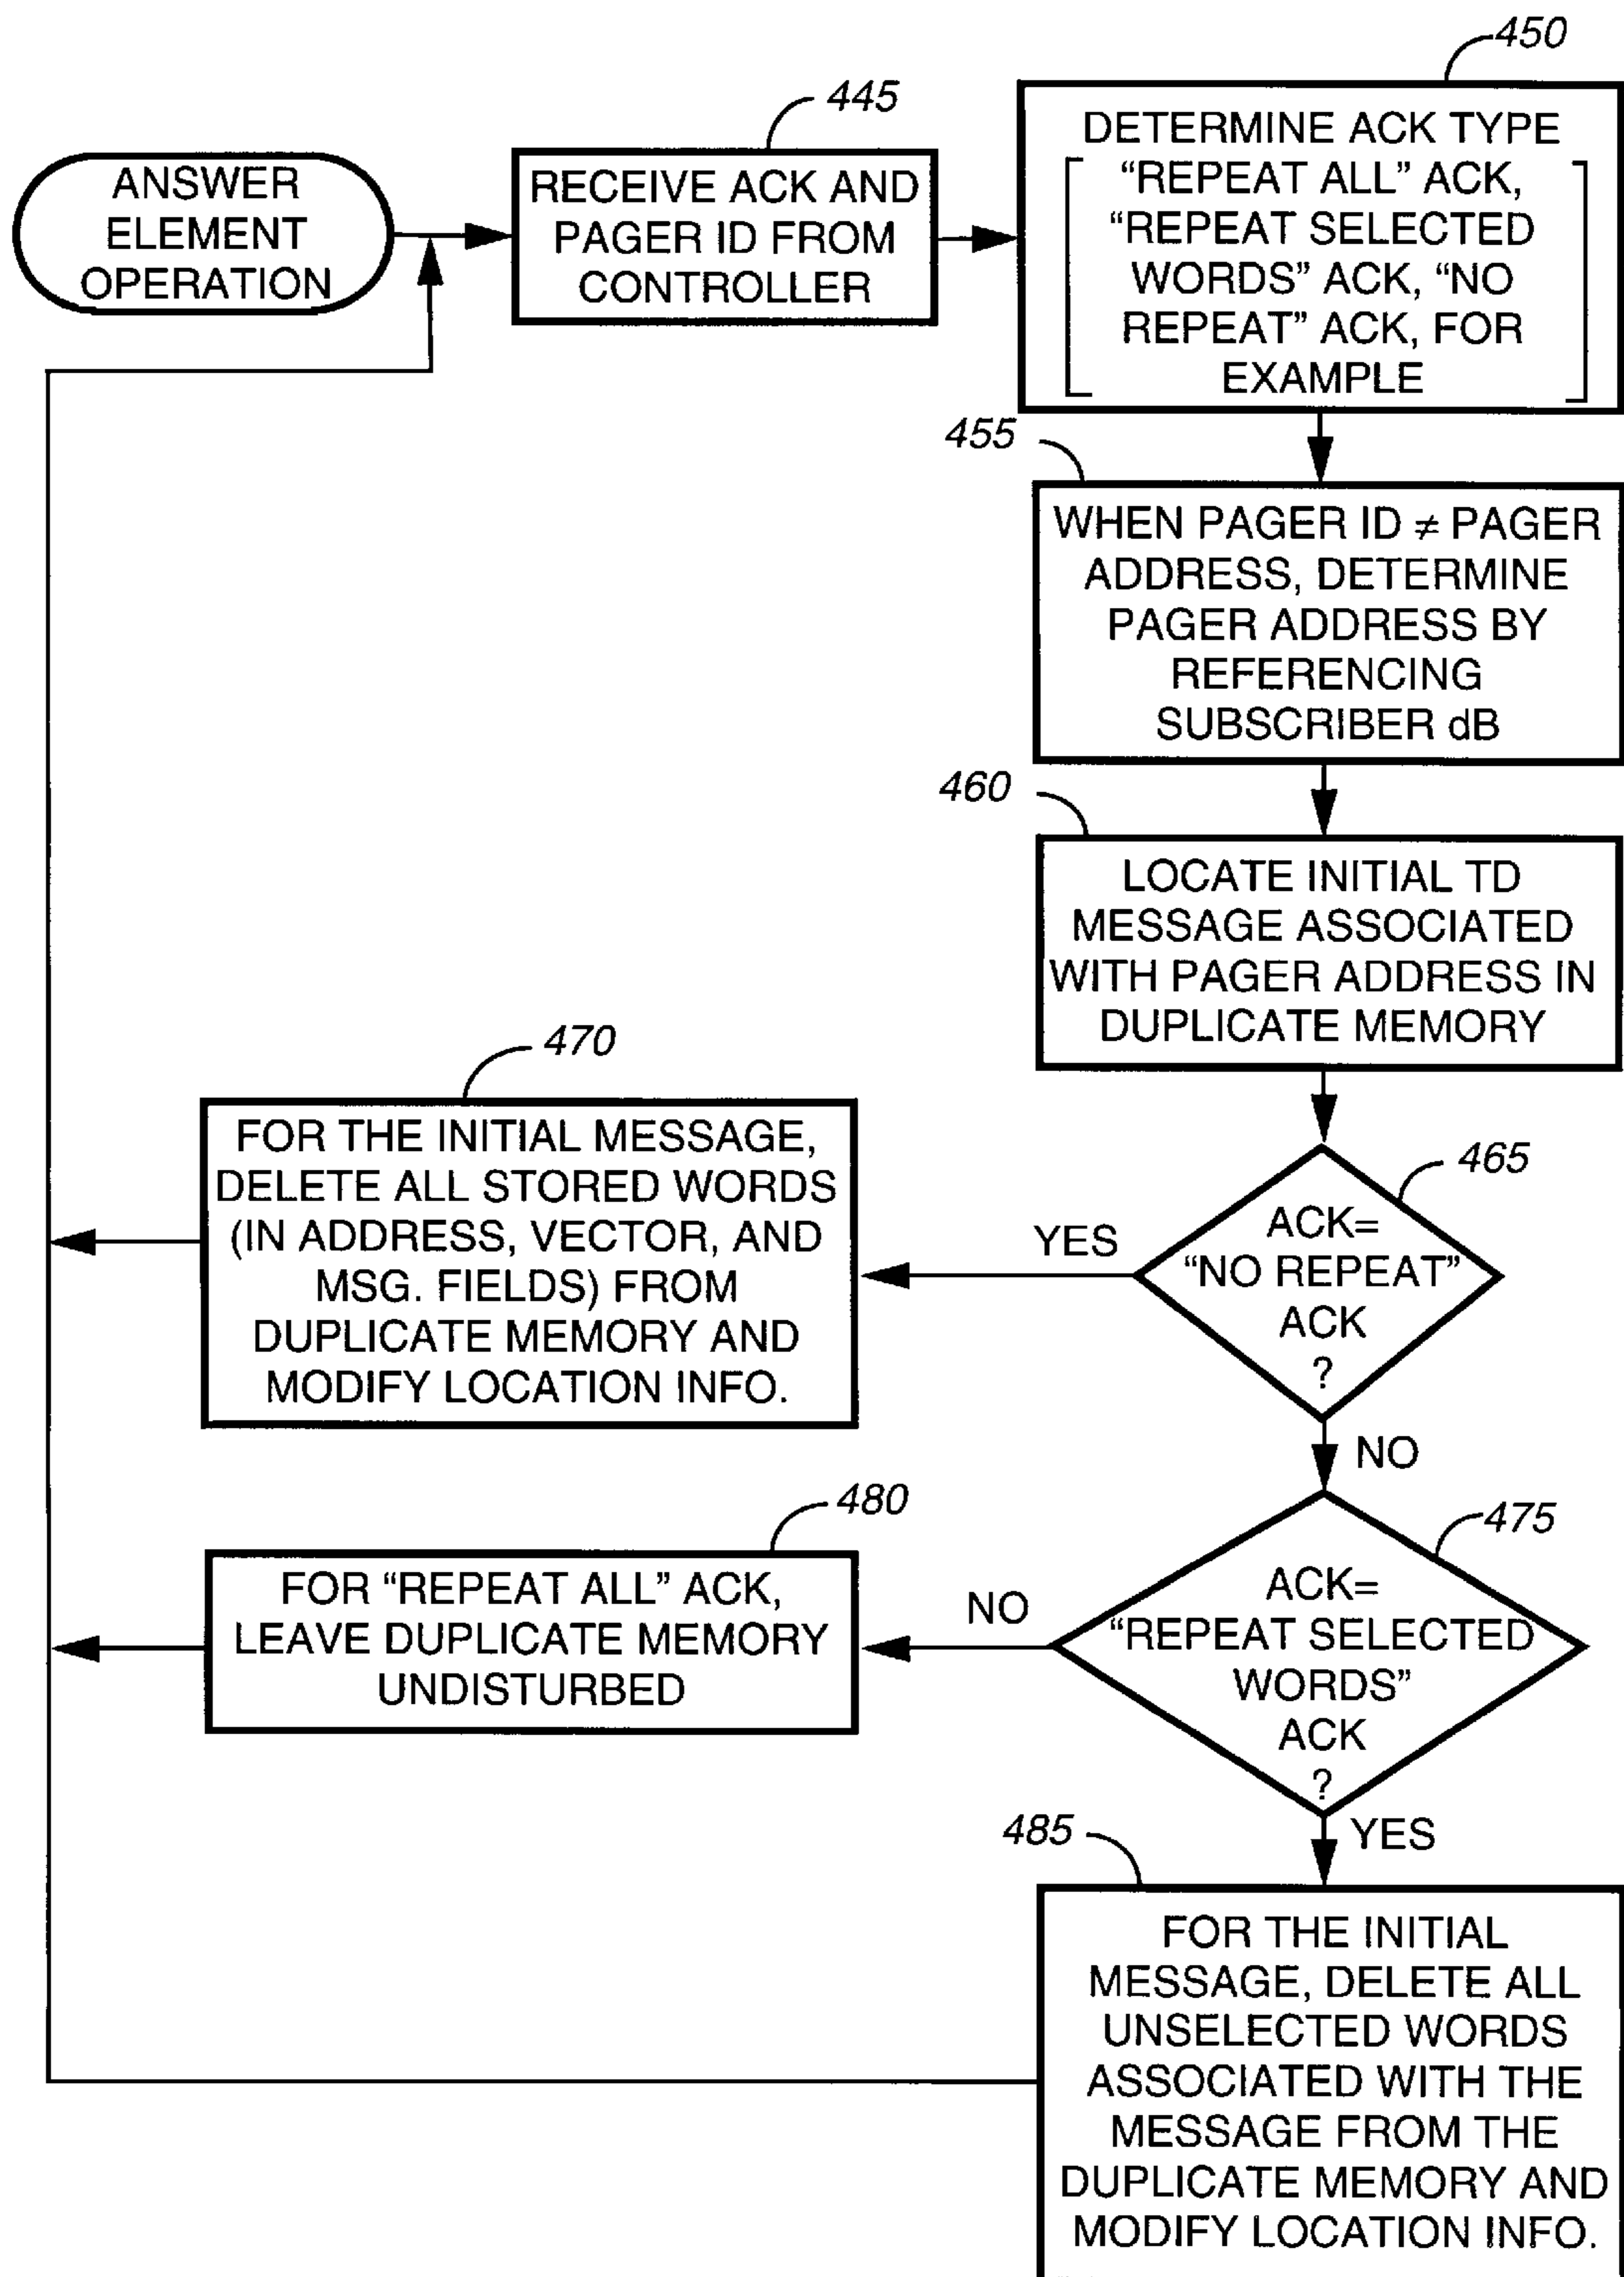 450
445
ANSWER
ELEMENT
OPERATION
RECEIVE ACK AND
PAGER ID FROM
CONTROLLER
DETERMINE ACK TYPE
“REPEAT ALL” ACK,
“REPEAT SELECTED
WORDS” ACK, “NO
REPEAT” ACK, FOR
EXAMPLE
455
WHEN PAGER ID ≠ PAGER
ADDRESS, DETERMINE
PAGER ADDRESS BY
REFERENCING
SUBSCRIBER dB
460
LOCATE INITIAL TD
MESSAGE ASSOCIATED
WITH PAGER ADDRESS IN
DUPLICATE MEMORY
465
ACK=
“NO REPEAT”
ACK
?
YES
470
FOR THE INITIAL MESSAGE,
DELETE ALL STORED WORDS
(IN ADDRESS, VECTOR, AND
MSG. FIELDS) FROM
DUPLICATE MEMORY AND
MODIFY LOCATION INFO.
NO
475
ACK=
“REPEAT SELECTED
WORDS”
ACK
?
NO
480
FOR “REPEAT ALL” ACK,
LEAVE DUPLICATE MEMORY
UNDISTURBED
YES
485
FOR THE INITIAL
MESSAGE, DELETE ALL
UNSELECTED WORDS
ASSOCIATED WITH THE
MESSAGE FROM THE
DUPLICATE MEMORY AND
MODIFY LOCATION INFO.